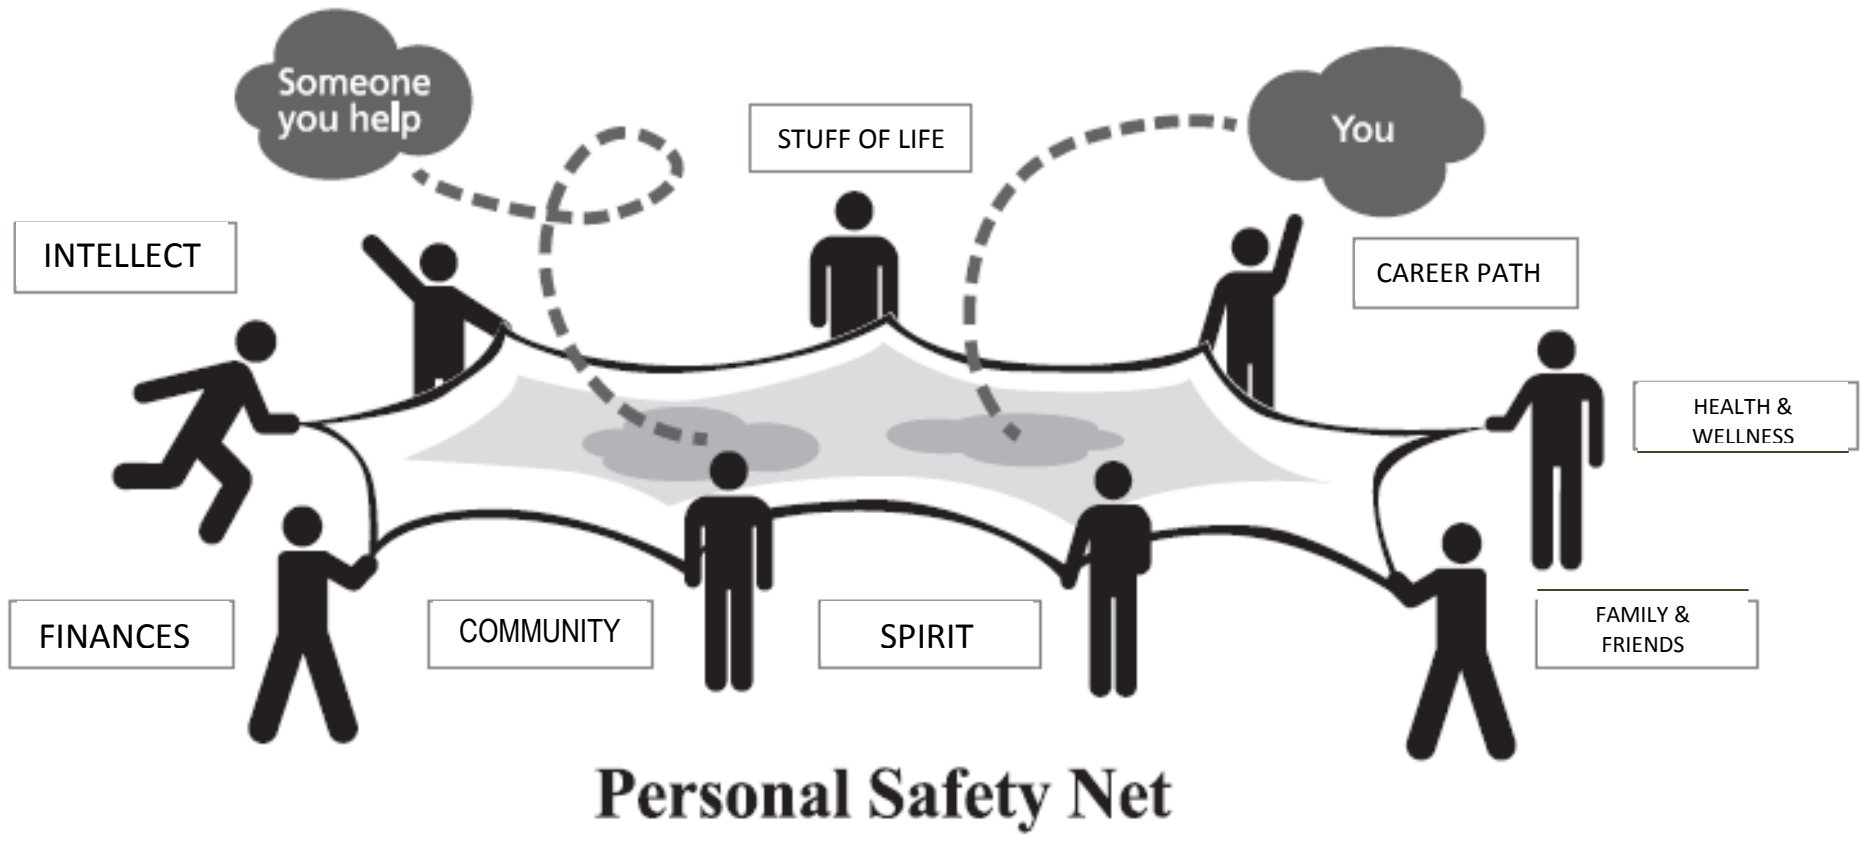 Someone
you help
You
STUFF OF LIFE
INTELLECT
CAREER PATH
HEALTH &
WELLNESS
FINANCES
COMMUNITY
SPIRIT
FAMILY &
FRIENDS
Personal Safety Net